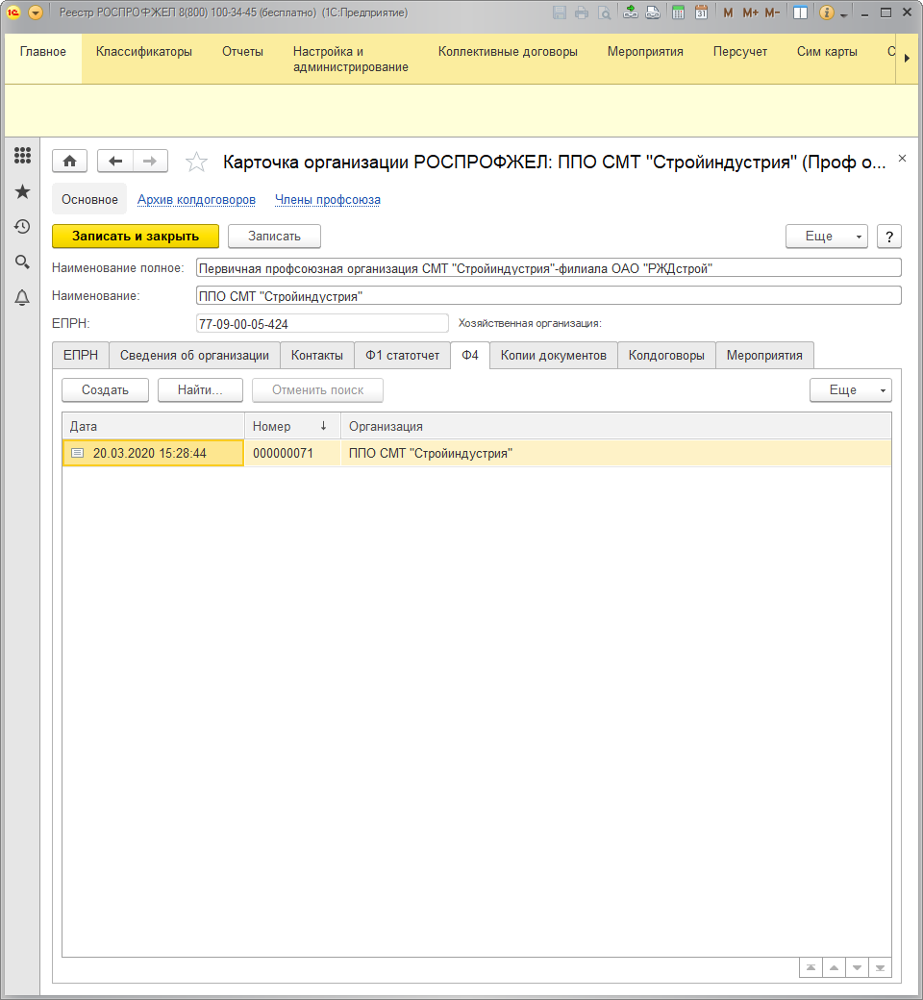 Реестр РОСПРОФЖЕЛ 8(800) 100-34-45 (бесплатно) (1С:Предприятие)
M M+ M-
Главное Классификаторы Отчеты Настройка и администрирование Коллективные договоры Мероприятия Персучет Сим карты С
Карточка организации РОСПРОФЖЕЛ: ППО СМТ "Стройиндустрия" (Проф о...
Основное Архив колдоговоров Члены профсоюза
Записать и закрыть Записать Еще ?
Наименование полное: Первичная профсоюзная организация СМТ "Стройиндустрия"-филиала ОАО "РЖДстрой"
Наименование: ППО СМТ "Стройиндустрия"
ЕПРН: 77-09-00-05-424 Хозяйственная организация:
ЕПРН Сведения об организации Контакты Ф1 статотчет Ф4 Копии документов Колдоговоры Мероприятия
Создать Найти... Отменить поиск Еще
Дата Номер ↓ Организация
20.03.2020 15:28:44 000000071 ППО СМТ "Стройиндустрия"